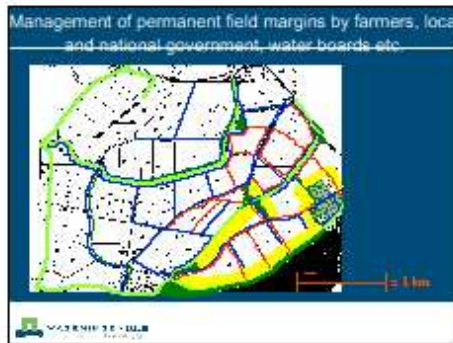 Management of permanent field margins by farmers, loca
and national government, water boards etc.
1 km